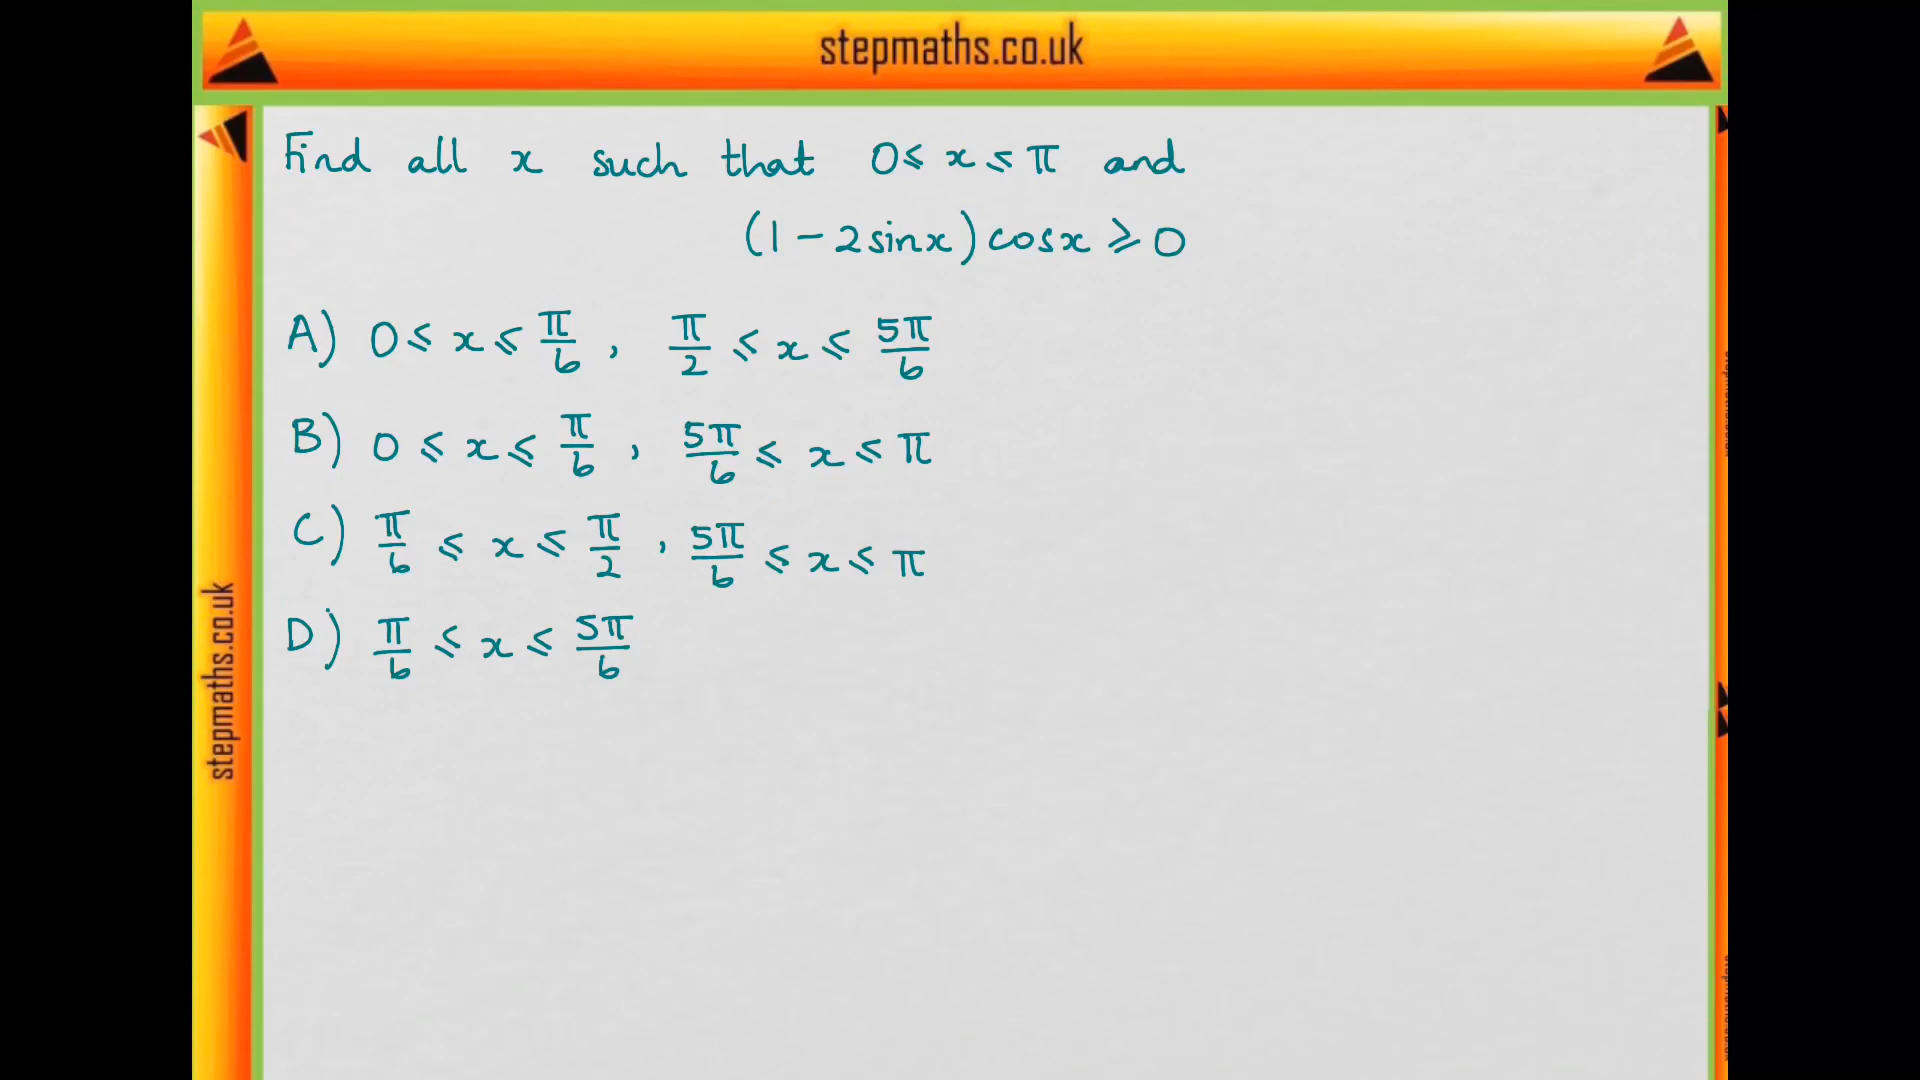 stepmaths.co.uk
Find all x such that 0 ⩽ x ⩽ π and
(1 - 2sinx)cosx ⩾ 0
A) 0 ⩽ x ⩽ π/6 , π/2 ⩽ x ⩽ 5π/6
B) 0 ⩽ x ⩽ π/6 , 5π/6 ⩽ x ⩽ π
C) π/6 ⩽ x ⩽ π/2 , 5π/6 ⩽ x ⩽ π
D) π/6 ⩽ x ⩽ 5π/6
stepmaths.co.uk